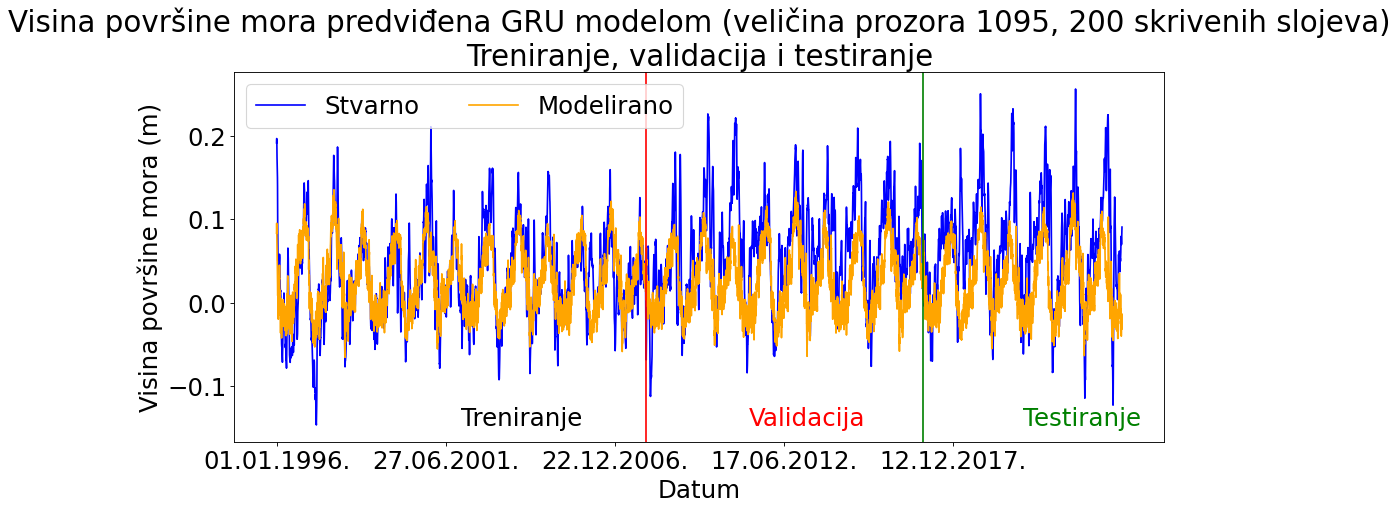 Visina površine mora predviđena GRU modelom (veličina prozora 1095, 200 skrivenih slojeva)
Treniranje, validacija i testiranje
Stvarno
Modelirano
Visina površine mora (m)
0.2
0.1
0.0
−0.1
Treniranje
Validacija
Testiranje
01.01.1996.
27.06.2001.
22.12.2006.
17.06.2012.
12.12.2017.
Datum